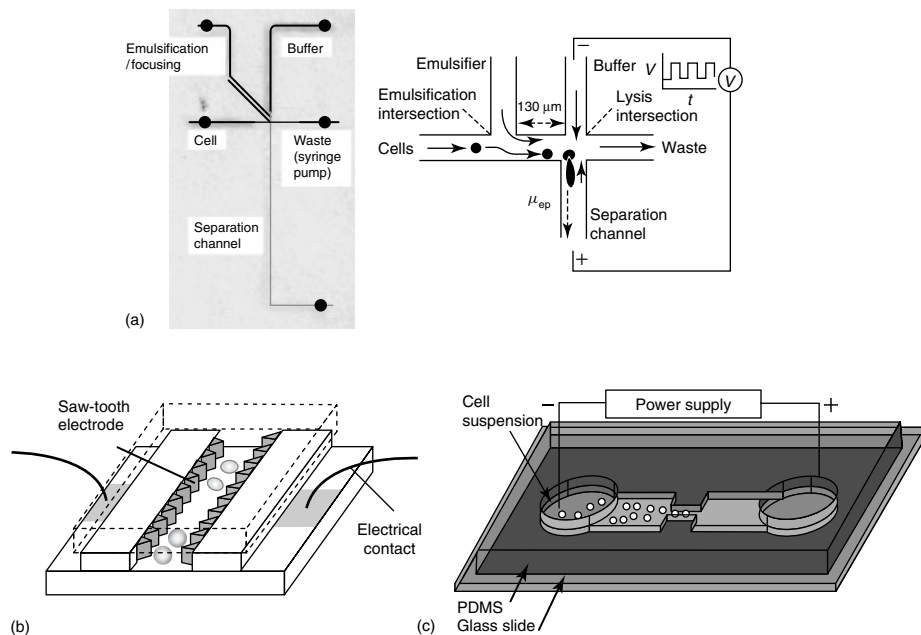 Emulsification
/focusing
Buffer
Cell
Waste
(syringe
pump)
Separation
channel
(a)
Emulsifier
Buffer
Emulsification
intersection
130 μm
Lysis
intersection
Cells
Waste
μep
Separation
channel
−
+
V
t
V
Saw-tooth
electrode
Electrical
contact
(b)
Cell
suspension
−
Power supply
+
PDMS
Glass slide
(c)